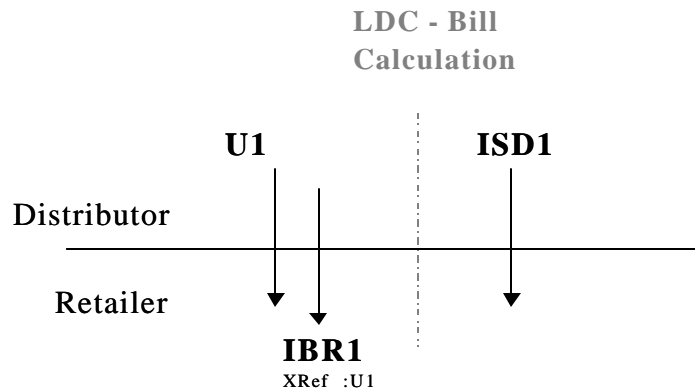 LDC - Bill
Calculation
U1
ISD1
Distributor
Retailer
IBR1
XRef :U1